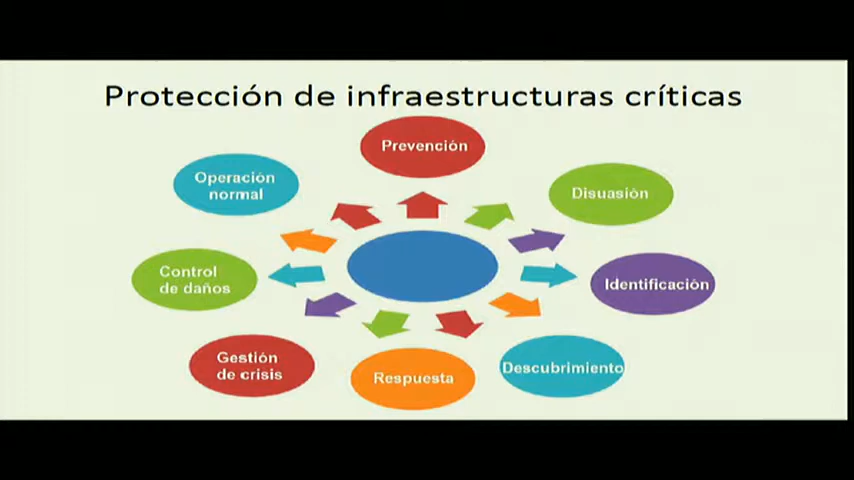 Protección de infraestructuras críticas
Prevención
Disuasión
Identificación
Descubrimiento
Respuesta
Gestión
de crisis
Control
de daños
Operación
normal